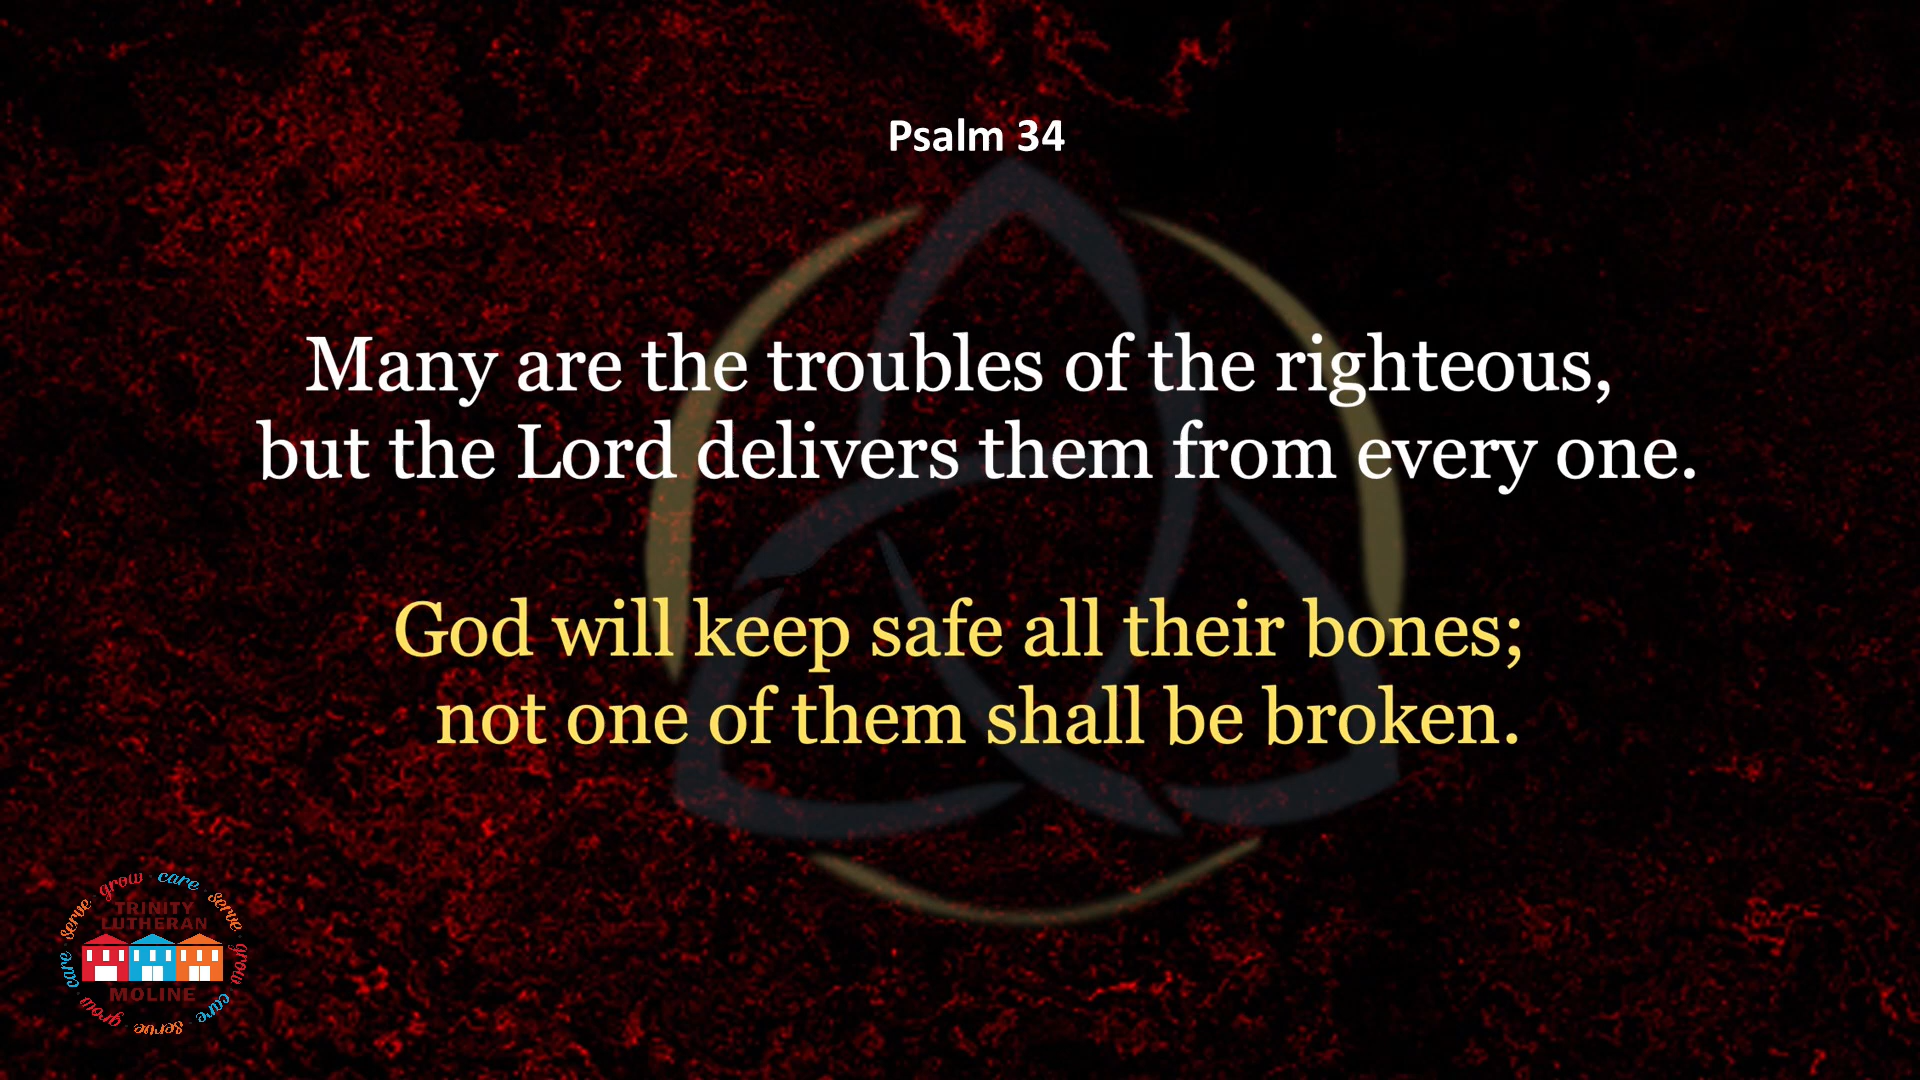 Psalm 34
Many are the troubles of the righteous,
but the Lord delivers them from every one.
God will keep safe all their bones;
not one of them shall be broken.
grow care serve grow care serve grow care serve
TRINITY
LUTHERAN
MOLINE